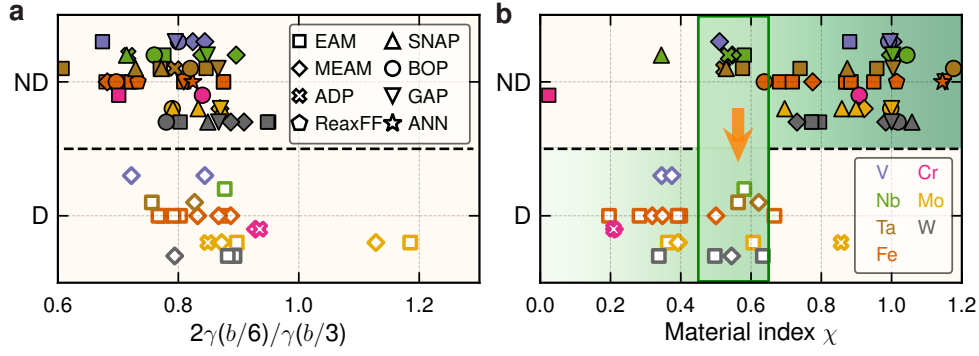 a
ND
D
EAM
MEAM
ADP
ReaxFF
SNAP
BOP
GAP
ANN
0.6 0.8 1.0 1.2
2γ(b/6)/γ(b/3)
b
ND
D
V
Nb
Ta
Fe
Cr
Mo
W
0.0 0.2 0.4 0.6 0.8 1.0 1.2
Material index χ